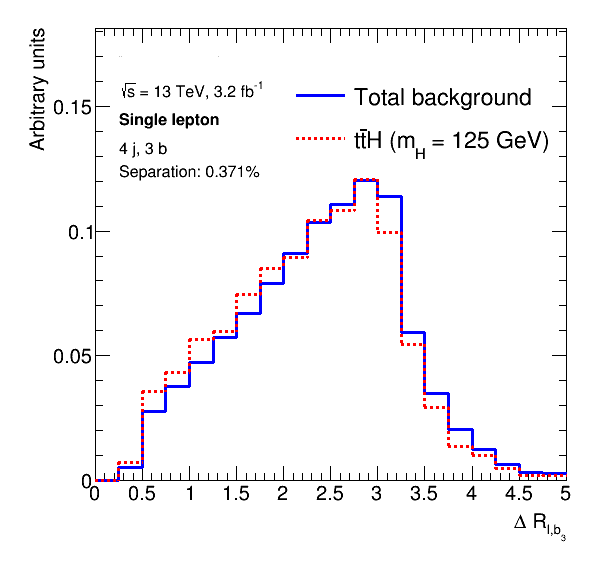 Arbitrary units
0.15
0.1
0.05
0
√s = 13 TeV, 3.2 fb⁻¹
Single lepton
4 j, 3 b
Separation: 0.371%
Total background
tt̄H (m_H = 125 GeV)
0 0.5 1 1.5 2 2.5 3 3.5 4 4.5 5
Δ R_l,b₃